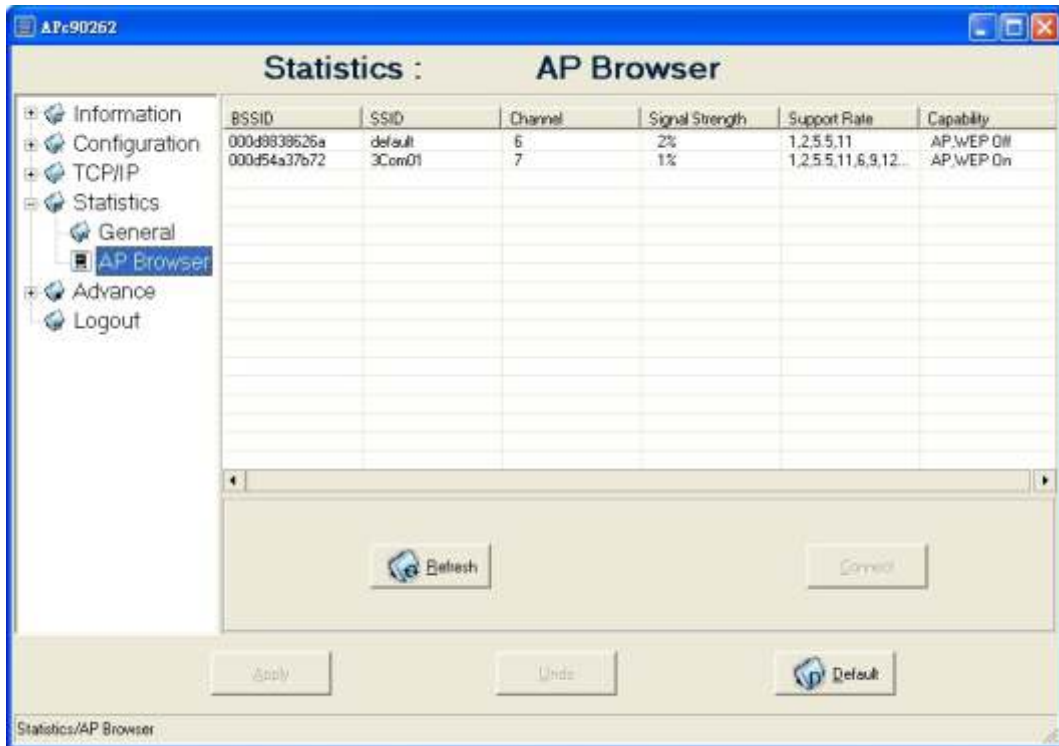 APc90262
Statistics : AP Browser
Information
Configuration
TCP/IP
Statistics
General
AP Browser
Advance
Logout
BSSID SSID Channel Signal Strength Support Rate Capability
000d8838626a default 6 2% 1,2,5.5,11 AP,WEP Off
000d54a37b72 3Com01 7 1% 1,2,5.5,11,6,9,12... AP,WEP On
Refresh Connect
Apply Undo Default
Statistics/AP Browser